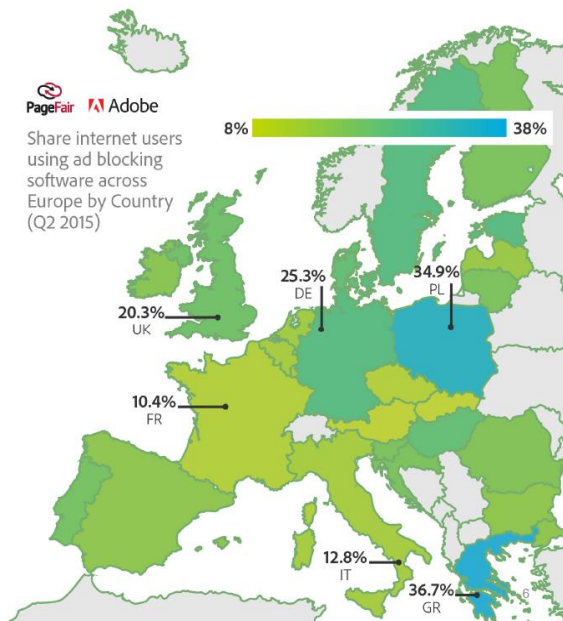 PageFair Adobe
Share internet users
using ad blocking
software across
Europe by Country
(Q2 2015)
8% 38%
25.3%
DE
34.9%
PL
20.3%
UK
10.4%
FR
12.8%
IT
36.7%
GR
6